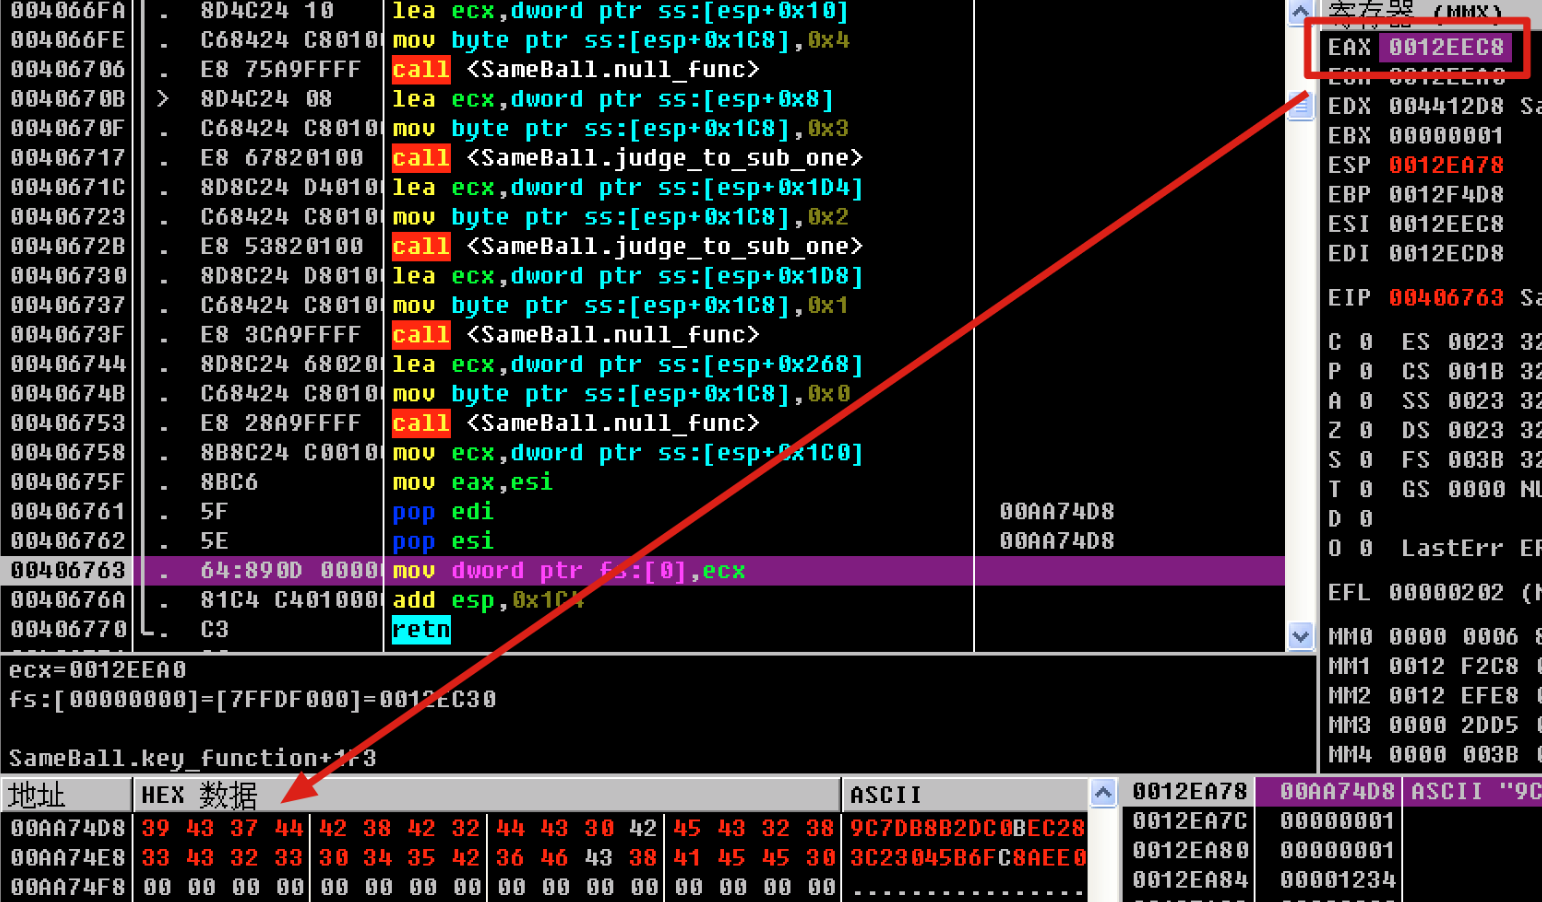 004066FA . 8D4C24 10 lea ecx,dword ptr ss:[esp+0x10]
004066FE . C68424 C8010 mov byte ptr ss:[esp+0x1C8],0x4
00406706 . E8 75A9FFFF call <SameBall.null_func>
0040670B > 8D4C24 08 lea ecx,dword ptr ss:[esp+0x8]
0040670F . C68424 C8010 mov byte ptr ss:[esp+0x1C8],0x3
00406717 . E8 67820100 call <SameBall.judge_to_sub_one>
0040671C . 8D8C24 D4010 lea ecx,dword ptr ss:[esp+0x1D4]
00406723 . C68424 C8010 mov byte ptr ss:[esp+0x1C8],0x2
0040672B . E8 53820100 call <SameBall.judge_to_sub_one>
00406730 . 8D8C24 D8010 lea ecx,dword ptr ss:[esp+0x1D8]
00406737 . C68424 C8010 mov byte ptr ss:[esp+0x1C8],0x1
0040673F . E8 3CA9FFFF call <SameBall.null_func>
00406744 . 8D8C24 68020 lea ecx,dword ptr ss:[esp+0x268]
0040674B . C68424 C8010 mov byte ptr ss:[esp+0x1C8],0x0
00406753 . E8 28A9FFFF call <SameBall.null_func>
00406758 . 8B8C24 C0010 mov ecx,dword ptr ss:[esp+0x1C0]
0040675F . 8BC6 mov eax,esi
00406761 . 5F pop edi 00AA74D8
00406762 . 5E pop esi 00AA74D8
00406763 . 64:890D 0000 mov dword ptr fs:[0],ecx
0040676A . 81C4 C401000 add esp,0x1C4
00406770 . C3 retn
ecx=0012EEA0
fs:[00000000]=[7FFDF000]=0012EC30
SameBall.key_function+1F3
寄存器 (MMX)
EAX 0012EEC8
ECX 0012EEA0
EDX 004412D8 Sa
EBX 00000001
ESP 0012EA78
EBP 0012F4D8
ESI 0012EEC8
EDI 0012ECD8
EIP 00406763 Sa
C 0 ES 0023 32
P 0 CS 001B 32
A 0 SS 0023 32
Z 0 DS 0023 32
S 0 FS 003B 32
T 0 GS 0000 NU
D 0
O 0 LastErr ER
EFL 00000202 (N
MM0 0000 0006 8
MM1 0012 F2C8 0
MM2 0012 EFE8 0
MM3 0000 2DD5 0
MM4 0000 003B 0
地址 HEX 数据 ASCII
00AA74D8 39 43 37 44 42 38 42 32 44 43 30 42 45 43 32 38 9C7DB8B2DC0BEC28
00AA74E8 33 43 32 33 30 34 35 42 36 46 43 38 41 45 45 30 3C23045B6FC8AEE0
00AA74F8 00 00 00 00 00 00 00 00 00 00 00 00 00 00 00 00 ................
0012EA78 00AA74D8 ASCII "9C
0012EA7C 00000001
0012EA80 00000001
0012EA84 00001234